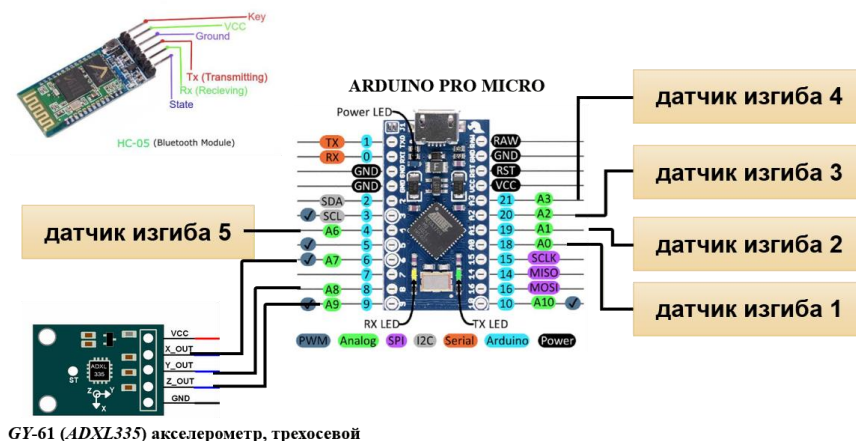 Key
VCC
Ground
Tx (Transmitting)
Rx (Recieving)
State
HC-05 (Bluetooth Module)
ARDUINO PRO MICRO
Power LED
датчик изгиба 4
датчик изгиба 3
датчик изгиба 2
датчик изгиба 1
датчик изгиба 5
TX 1
RX 0
GND
GND
SDA 2
SCL 3
A6 4
5
A7 6
7
A8 8
A9 9
RAW
GND
RST
VCC
21 A3
20 A2
19 A1
18 A0
15 SCLK
14 MISO
16 MOSI
10 A10
RX LED
TX LED
PWM Analog SPI I2C Serial Arduino Power
VCC
X_OUT
Y_OUT
Z_OUT
GND
ADXL
335
ST
Z Y
X
GY-61 (ADXL335) акселерометр, трехосевой